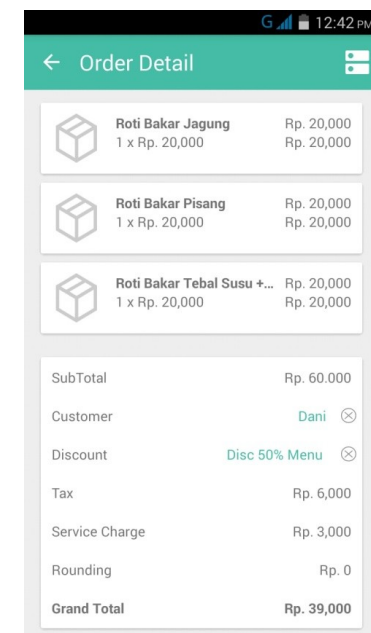 G 12:42 PM
Order Detail
Roti Bakar Jagung Rp. 20,000
1 x Rp. 20,000 Rp. 20,000
Roti Bakar Pisang Rp. 20,000
1 x Rp. 20,000 Rp. 20,000
Roti Bakar Tebal Susu +... Rp. 20,000
1 x Rp. 20,000 Rp. 20,000
SubTotal Rp. 60.000
Customer Dani
Discount Disc 50% Menu
Tax Rp. 6,000
Service Charge Rp. 3,000
Rounding Rp. 0
Grand Total Rp. 39,000